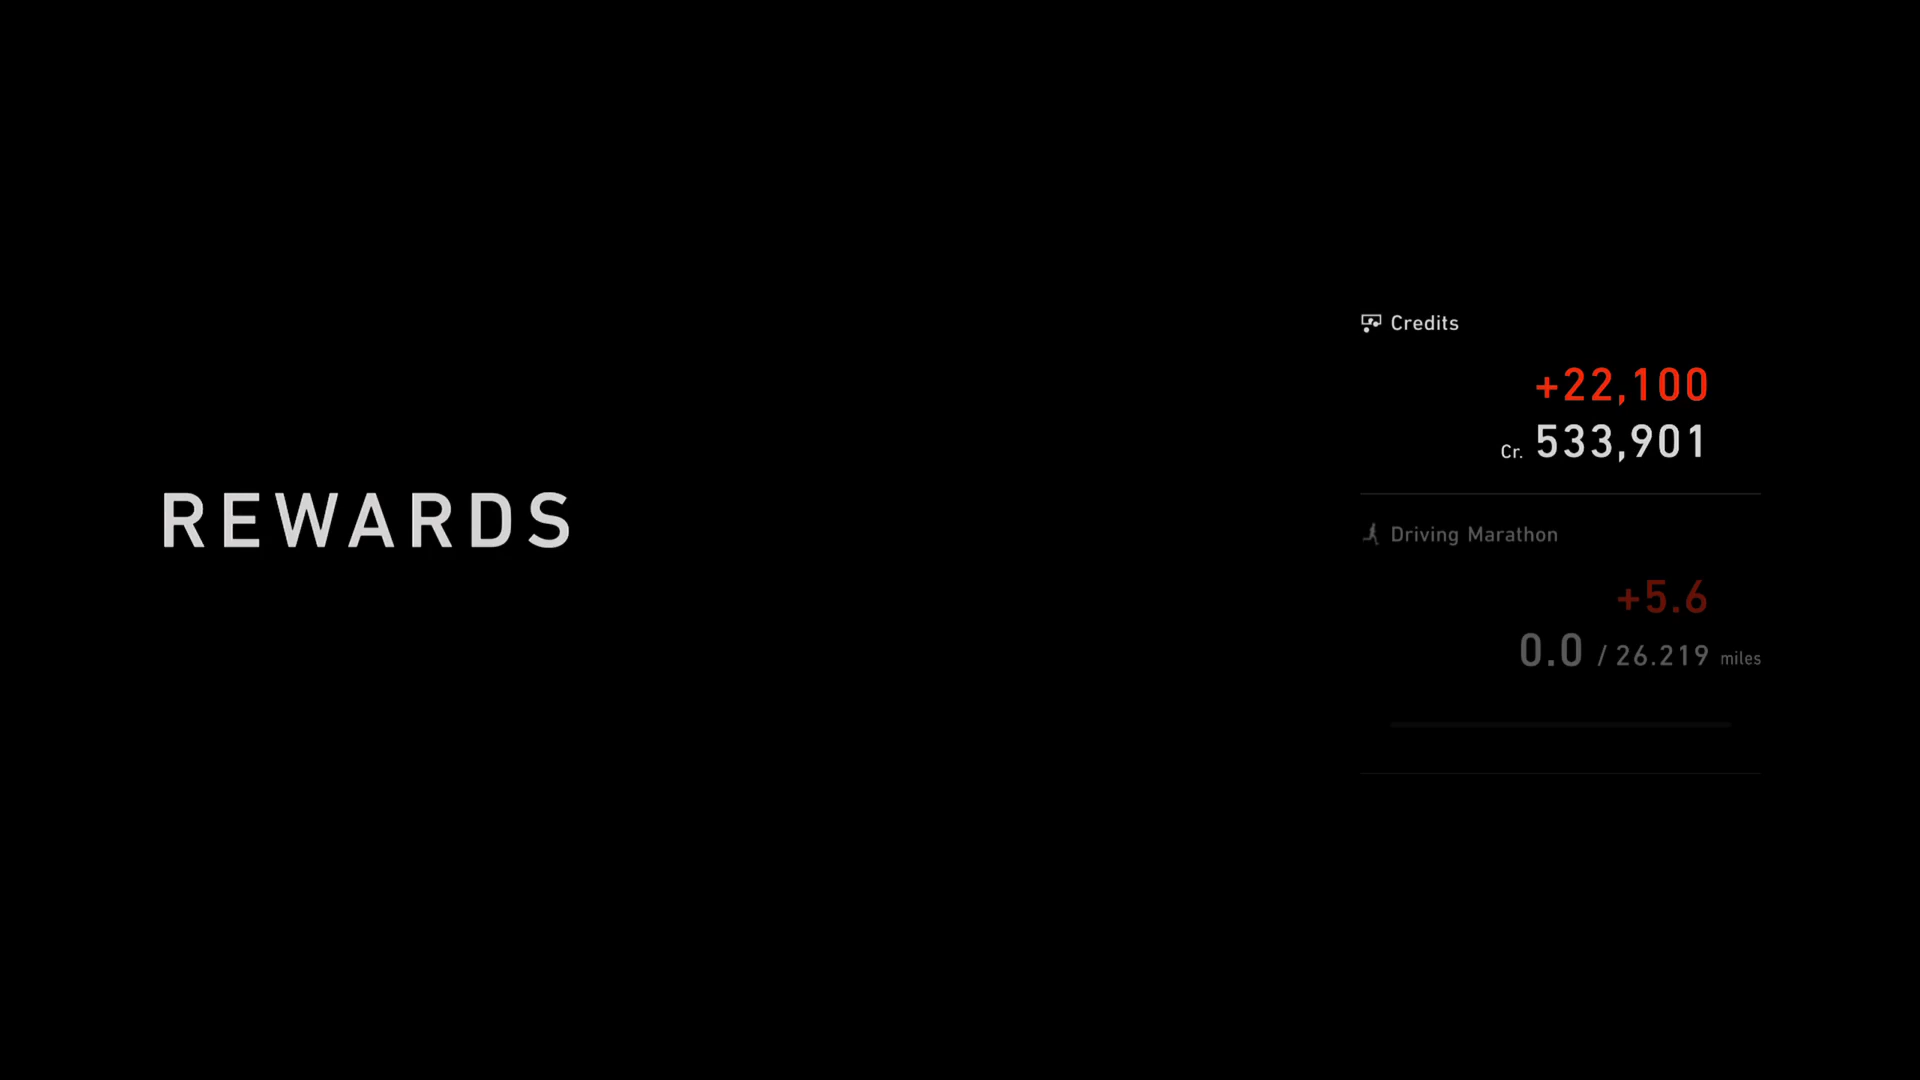 REWARDS
Credits
+22,100
Cr. 533,901
Driving Marathon
+5.6
0.0 / 26.219 miles